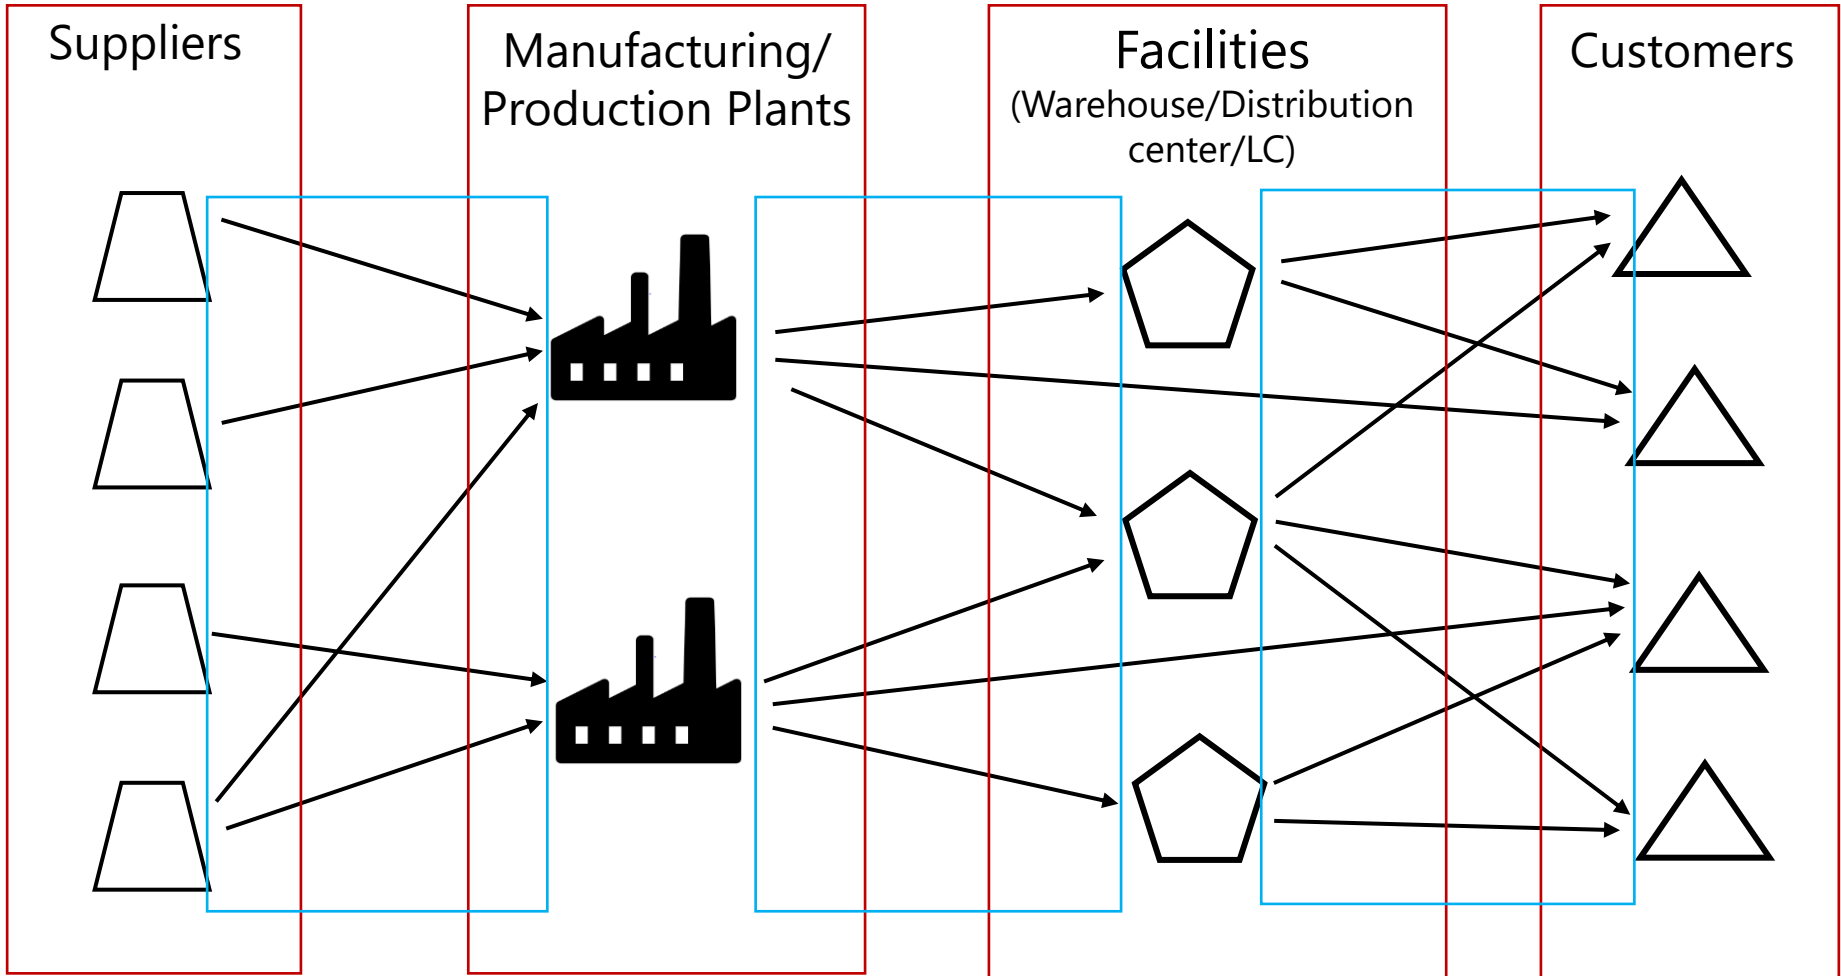 Suppliers
Manufacturing/
Production Plants
Facilities
(Warehouse/Distribution
center/LC)
Customers